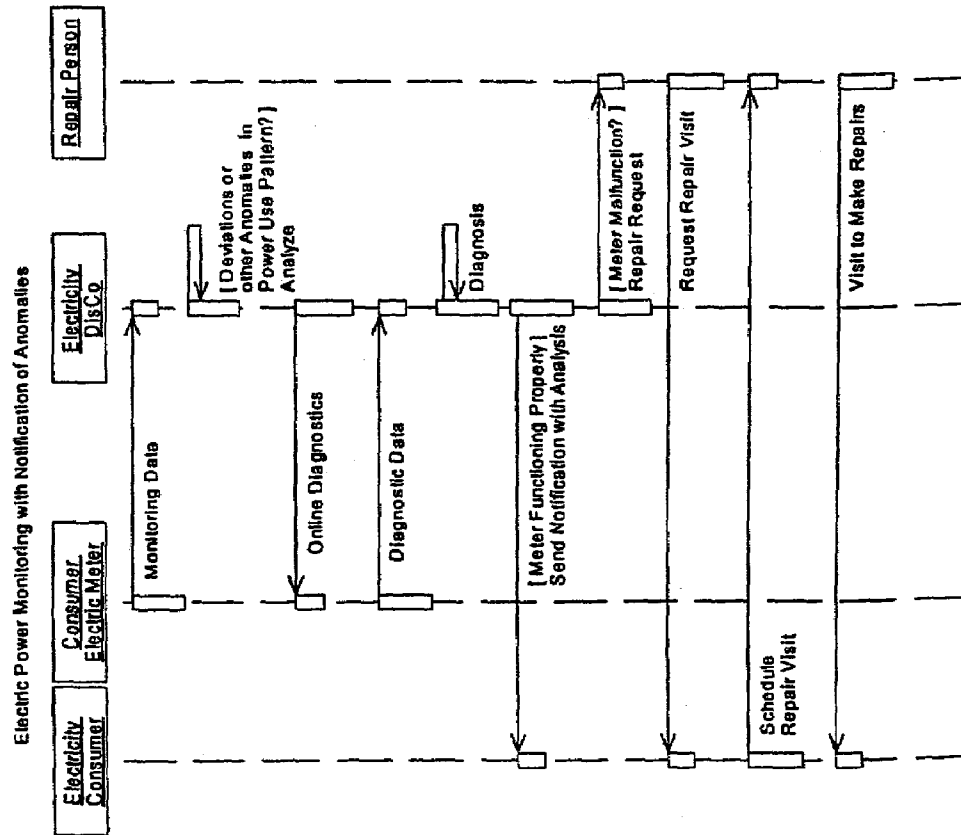 Electric Power Monitoring with Notification of Anomalies
Electricity
Consumer
Consumer
Electric Meter
Electricity
DisCo
Repair Person
Monitoring Data
[ Deviations or
other Anomalies in
Power Use Pattern? ]
Analyze
Online Diagnostics
Diagnostic Data
Diagnosis
[ Meter Functioning Properly ]
Send Notification with Analysis
[ Meter Malfunction? ]
Repair Request
Request Repair Visit
Schedule
Repair Visit
Visit to Make Repairs